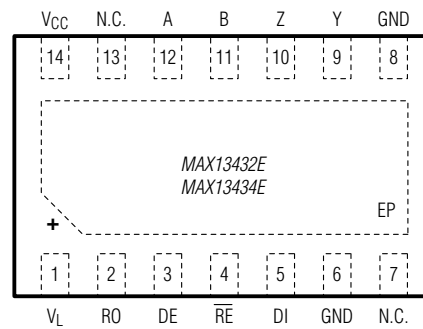 VCC N.C. A B Z Y GND
14 13 12 11 10 9 8
MAX13432E
MAX13434E
EP
+
1 2 3 4 5 6 7
VL RO DE R̅E̅ DI GND N.C.